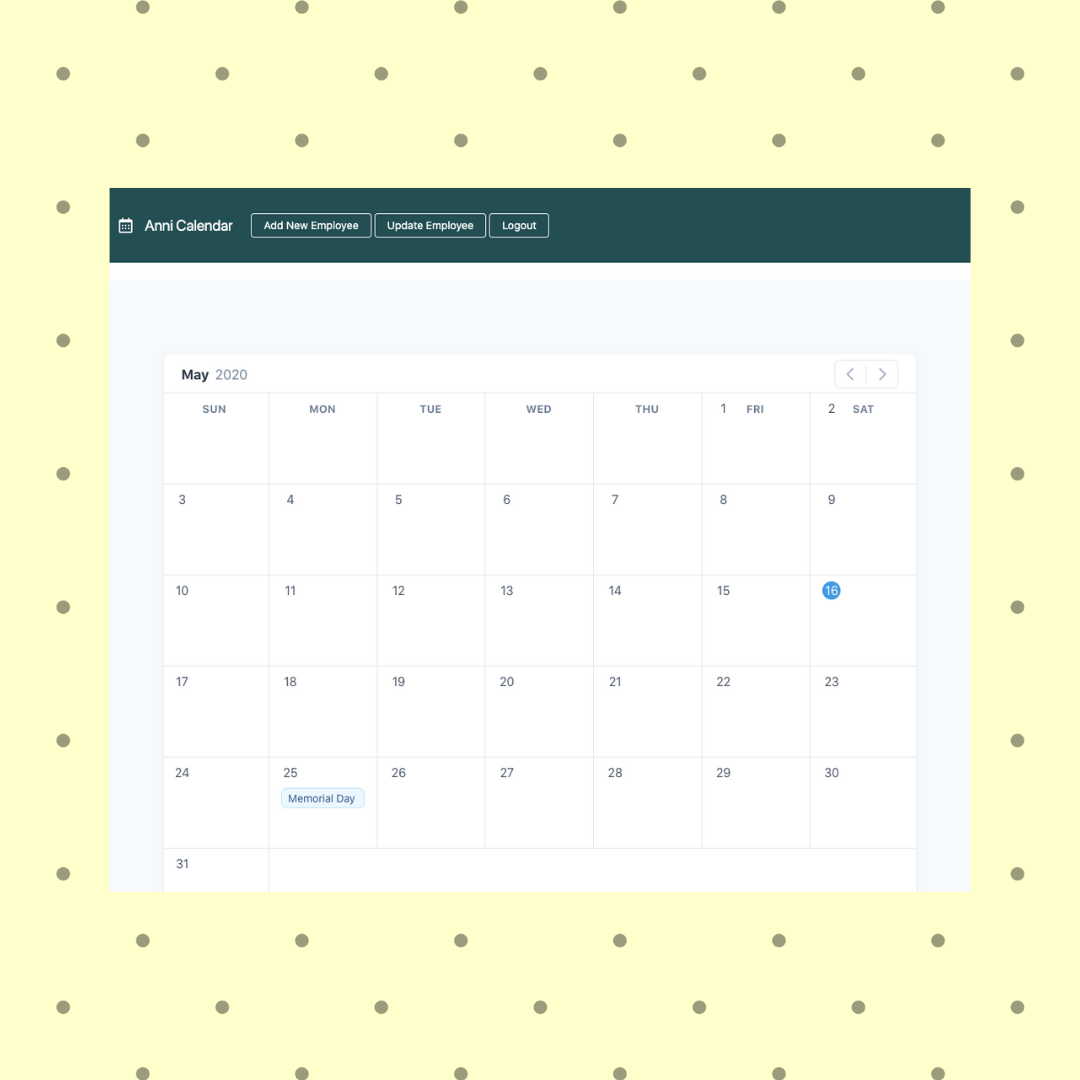 Anni Calendar Add New Employee Update Employee Logout
May 2020
SUN MON TUE WED THU 1 FRI 2 SAT
3 4 5 6 7 8 9
10 11 12 13 14 15 16
17 18 19 20 21 22 23
24 25 26 27 28 29 30
Memorial Day
31